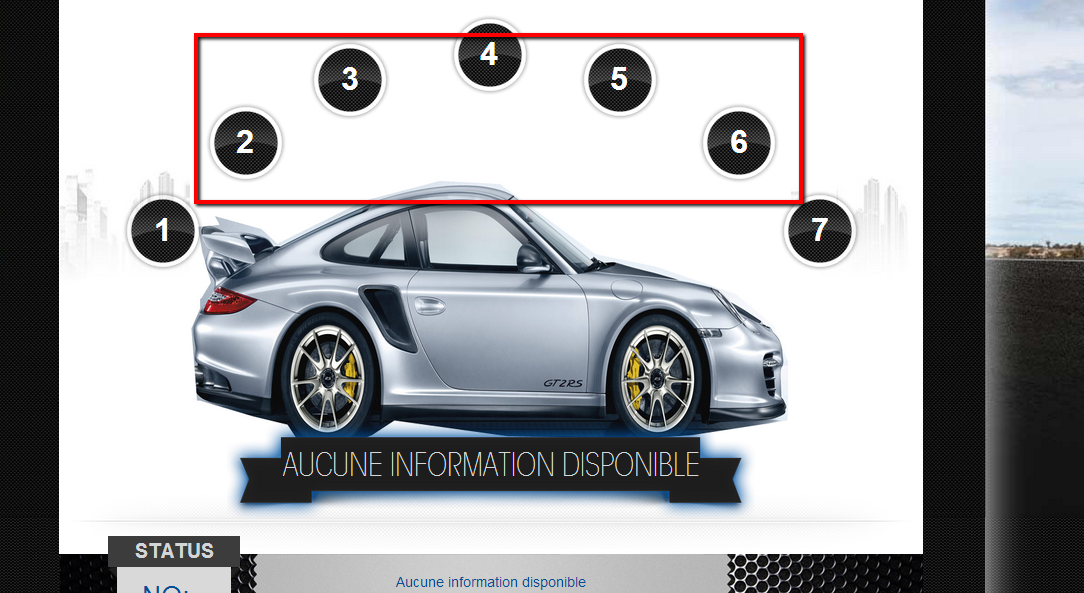 4
3
5
2
6
1
7
GT2RS
AUCUNE INFORMATION DISPONIBLE
STATUS
Aucune information disponible